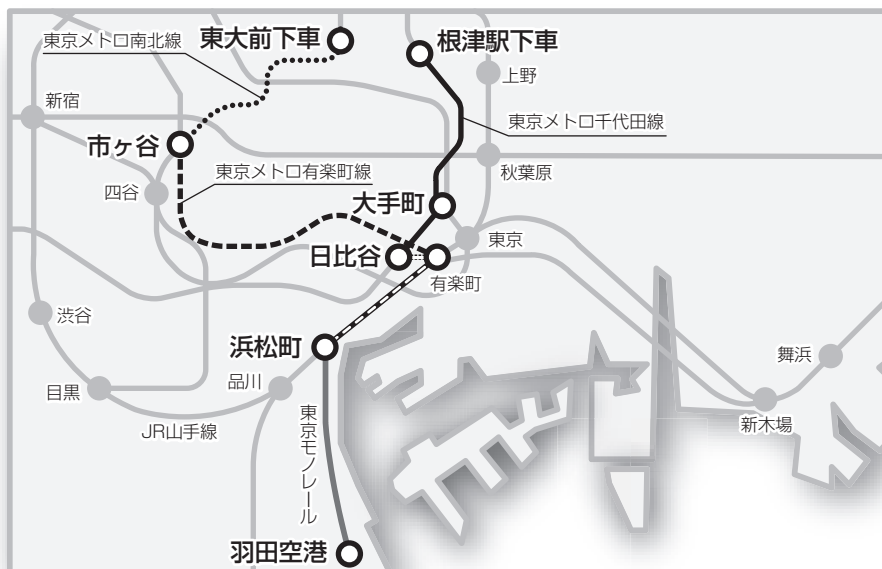 東京メトロ南北線
東大前下車
根津駅下車
上野
新宿
東京メトロ千代田線
市ヶ谷
秋葉原
四谷
東京メトロ有楽町線
大手町
東京
日比谷
有楽町
渋谷
浜松町
舞浜
目黒
品川
新木場
JR山手線
東京モノレール
羽田空港